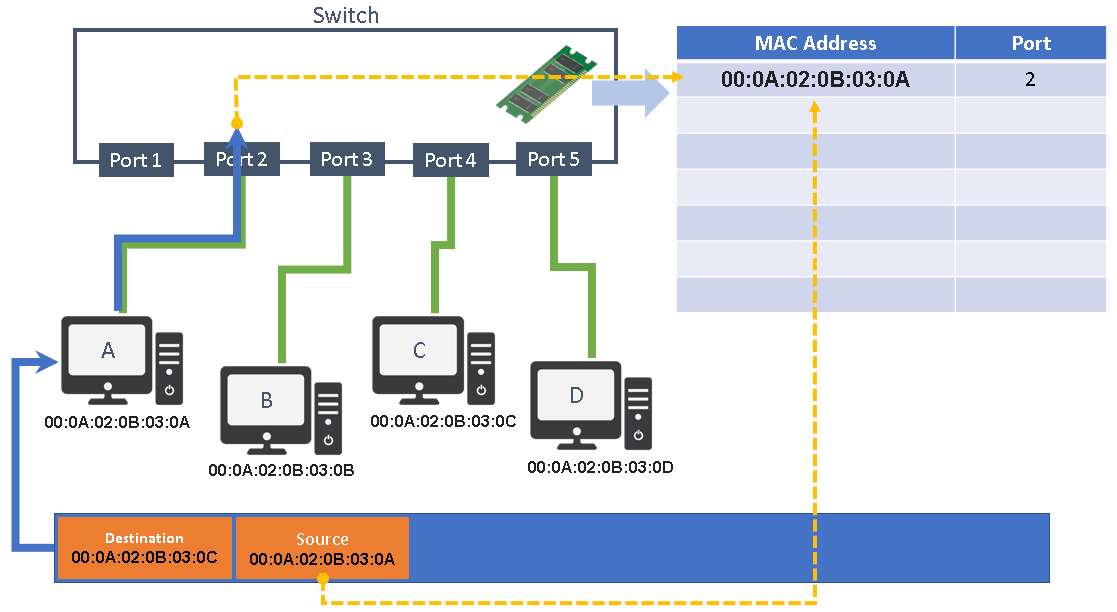 Switch
MAC Address Port
00:0A:02:0B:03:0A 2
Port 1 Port 2 Port 3 Port 4 Port 5
A
B
C
D
00:0A:02:0B:03:0A
00:0A:02:0B:03:0B
00:0A:02:0B:03:0C
00:0A:02:0B:03:0D
Destination
00:0A:02:0B:03:0C
Source
00:0A:02:0B:03:0A